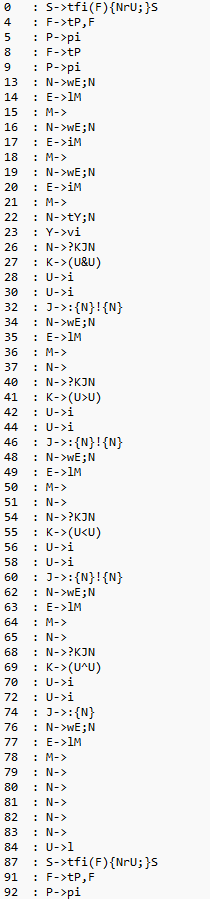 0 : S->tfi(F){NrU;}S
4 : F->tP,F
5 : P->pi
8 : F->tP
9 : P->pi
13 : N->wE;N
14 : E->lM
15 : M->
16 : N->wE;N
17 : E->iM
18 : M->
19 : N->wE;N
20 : E->iM
21 : M->
22 : N->tY;N
23 : Y->vi
26 : N->?KJN
27 : K->(U&U)
28 : U->i
30 : U->i
32 : J->:{N}!{N}
34 : N->wE;N
35 : E->lM
36 : M->
37 : N->
40 : N->?KJN
41 : K->(U>U)
42 : U->i
44 : U->i
46 : J->:{N}!{N}
48 : N->wE;N
49 : E->lM
50 : M->
51 : N->
54 : N->?KJN
55 : K->(U<U)
56 : U->i
58 : U->i
60 : J->:{N}!{N}
62 : N->wE;N
63 : E->lM
64 : M->
65 : N->
68 : N->?KJN
69 : K->(U^U)
70 : U->i
72 : U->i
74 : J->:{N}
76 : N->wE;N
77 : E->lM
78 : M->
79 : N->
80 : N->
81 : N->
82 : N->
83 : N->
84 : U->l
87 : S->tfi(F){NrU;}S
91 : F->tP,F
92 : P->pi